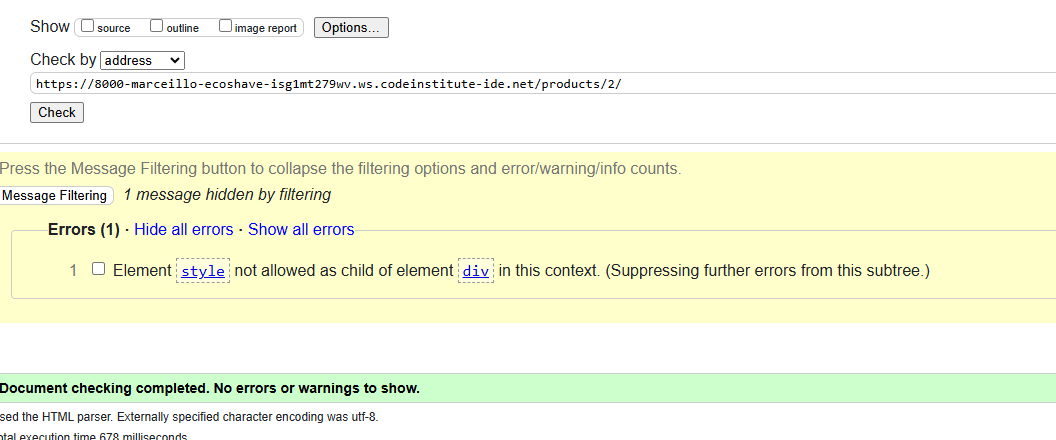 Show source outline image report Options...
Check by address
https://8000-marceillo-ecoshave-isg1mt279wv.ws.codeinstitute-ide.net/products/2/
Check
Press the Message Filtering button to collapse the filtering options and error/warning/info counts.
Message Filtering 1 message hidden by filtering
Errors (1) · Hide all errors · Show all errors
1 Element style not allowed as child of element div in this context. (Suppressing further errors from this subtree.)
Document checking completed. No errors or warnings to show.
sed the HTML parser. Externally specified character encoding was utf-8.
otal execution time 678 milliseconds.